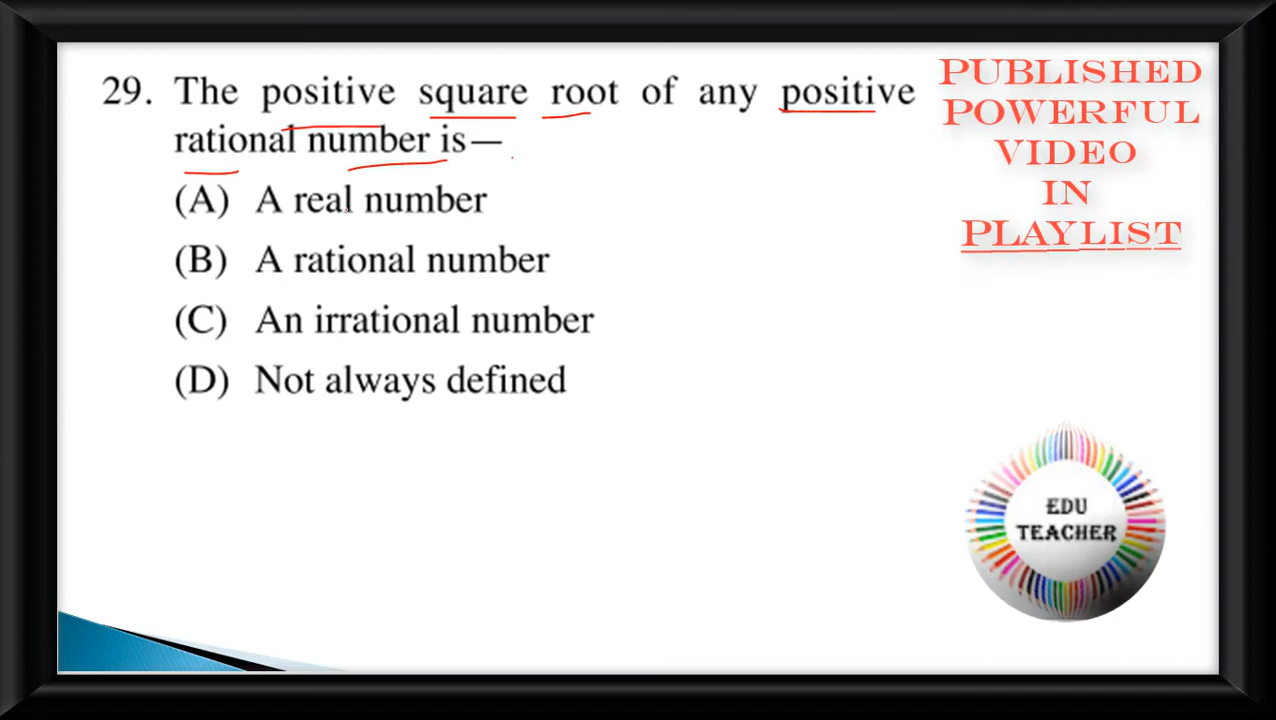 29. The positive square root of any positive
rational number is—
(A) A real number
(B) A rational number
(C) An irrational number
(D) Not always defined
PUBLISHED
POWERFUL
VIDEO
IN
PLAYLIST
EDU
TEACHER